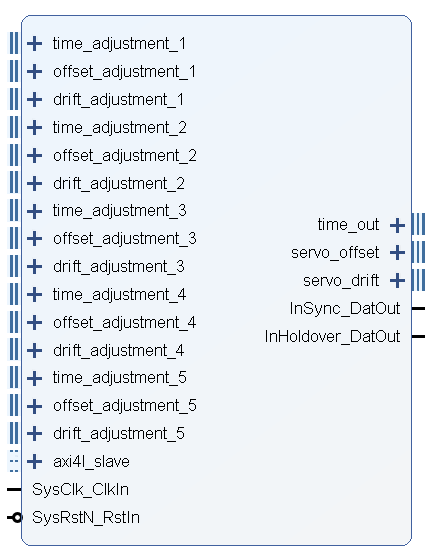 time_adjustment_1
offset_adjustment_1
drift_adjustment_1
time_adjustment_2
offset_adjustment_2
drift_adjustment_2
time_adjustment_3
offset_adjustment_3
drift_adjustment_3
time_adjustment_4
offset_adjustment_4
drift_adjustment_4
time_adjustment_5
offset_adjustment_5
drift_adjustment_5
axi4l_slave
SysClk_ClkIn
SysRstN_RstIn
time_out
servo_offset
servo_drift
InSync_DatOut
InHoldover_DatOut